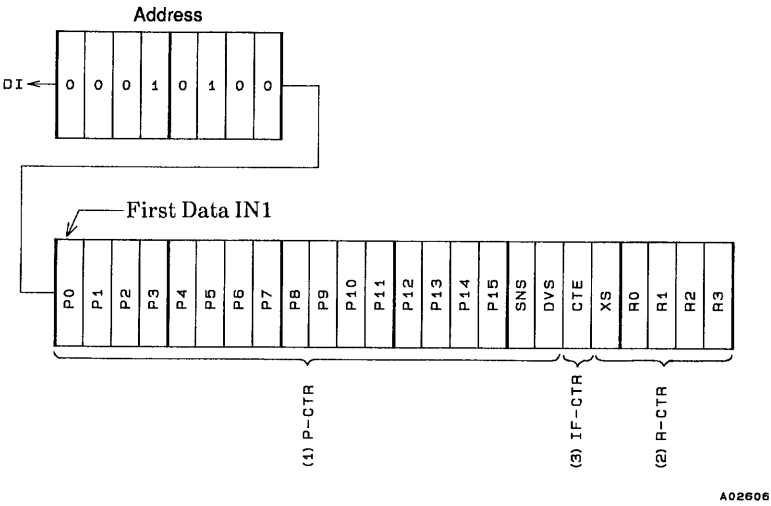 Address
DI 0 0 0 1 0 1 0 0
First Data IN1
P0 P1 P2 P3 P4 P5 P6 P7 P8 P9 P10 P11 P12 P13 P14 P15 SNS DVS CTE XS R0 R1 R2 R3
(1) P-CTR
(3) IF-CTR
(2) R-CTR
A02606